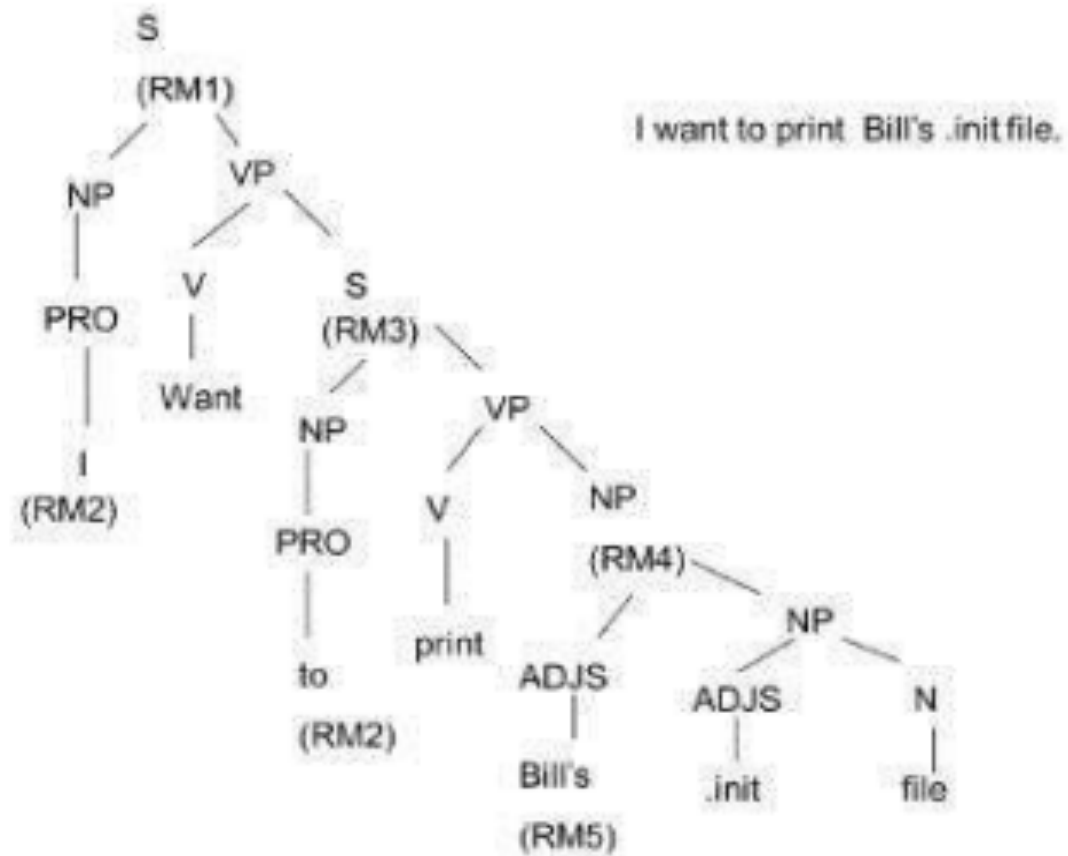 S
(RM1)
I want to print Bill's .init file.
NP
VP
V
S
PRO
(RM3)
Want
NP
VP
I
(RM2)
V
NP
PRO
(RM4)
NP
print
to
ADJS
ADJS
N
(RM2)
Bill's
.init
file
(RM5)